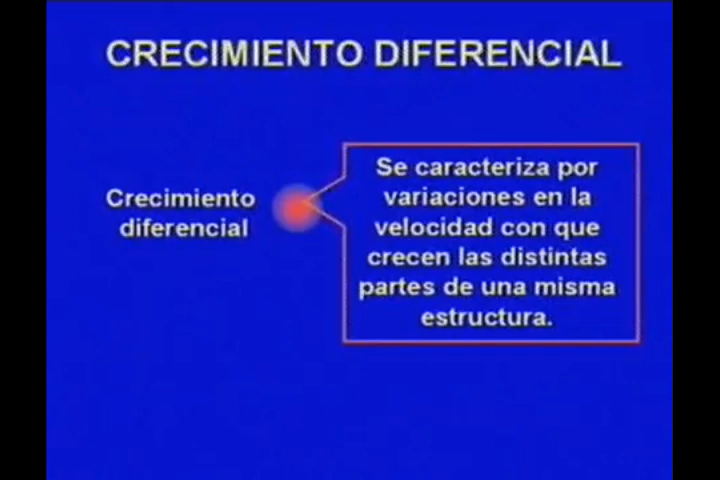 CRECIMIENTO DIFERENCIAL
Crecimiento
diferencial
Se caracteriza por
variaciones en la
velocidad con que
crecen las distintas
partes de una misma
estructura.